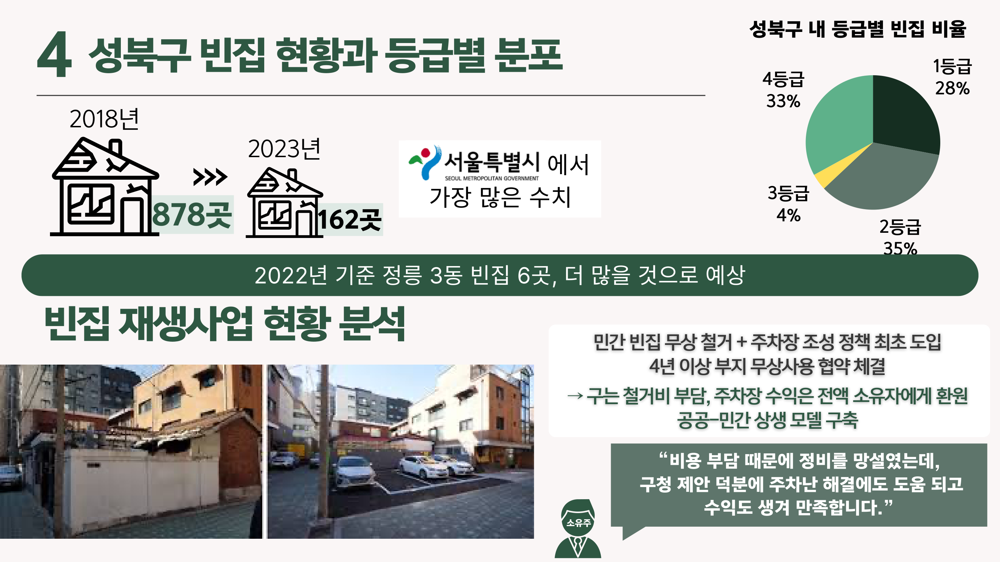 4 성북구 빈집 현황과 등급별 분포
성북구 내 등급별 빈집 비율
1등급
28%
4등급
33%
3등급
4%
2등급
35%
2018년
878곳
2023년
162곳
서울특별시 에서
SEOUL METROPOLITAN GOVERNMENT
가장 많은 수치
2022년 기준 정릉 3동 빈집 6곳, 더 많을 것으로 예상
빈집 재생사업 현황 분석
민간 빈집 무상 철거 + 주차장 조성 정책 최초 도입
4년 이상 부지 무상사용 협약 체결
→ 구는 철거비 부담, 주차장 수익은 전액 소유자에게 환원
공공-민간 상생 모델 구축
“비용 부담 때문에 정비를 망설였는데,
구청 제안 덕분에 주차난 해결에도 도움 되고
수익도 생겨 만족합니다.”
소유주